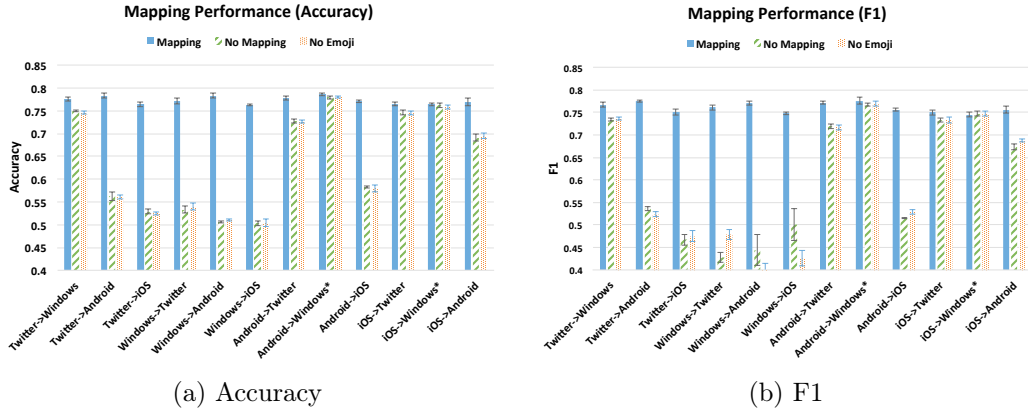 Mapping Performance (Accuracy)
Mapping No Mapping No Emoji
0.85
0.8
0.75
0.7
0.65
0.6
0.55
0.5
0.45
0.4
Accuracy
Twitter->Windows
Twitter->Android
Twitter->iOS
Windows->Twitter
Windows->Android
Windows->iOS
Android->Twitter
Android->Windows*
Android->iOS
iOS->Twitter
iOS->Windows*
iOS->Android
(a) Accuracy
Mapping Performance (F1)
Mapping No Mapping No Emoji
0.85
0.8
0.75
0.7
0.65
0.6
0.55
0.5
0.45
0.4
F1
Twitter->Windows
Twitter->Android
Twitter->iOS
Windows->Twitter
Windows->Android
Windows->iOS
Android->Twitter
Android->Windows*
Android->iOS
iOS->Twitter
iOS->Windows*
iOS->Android
(b) F1